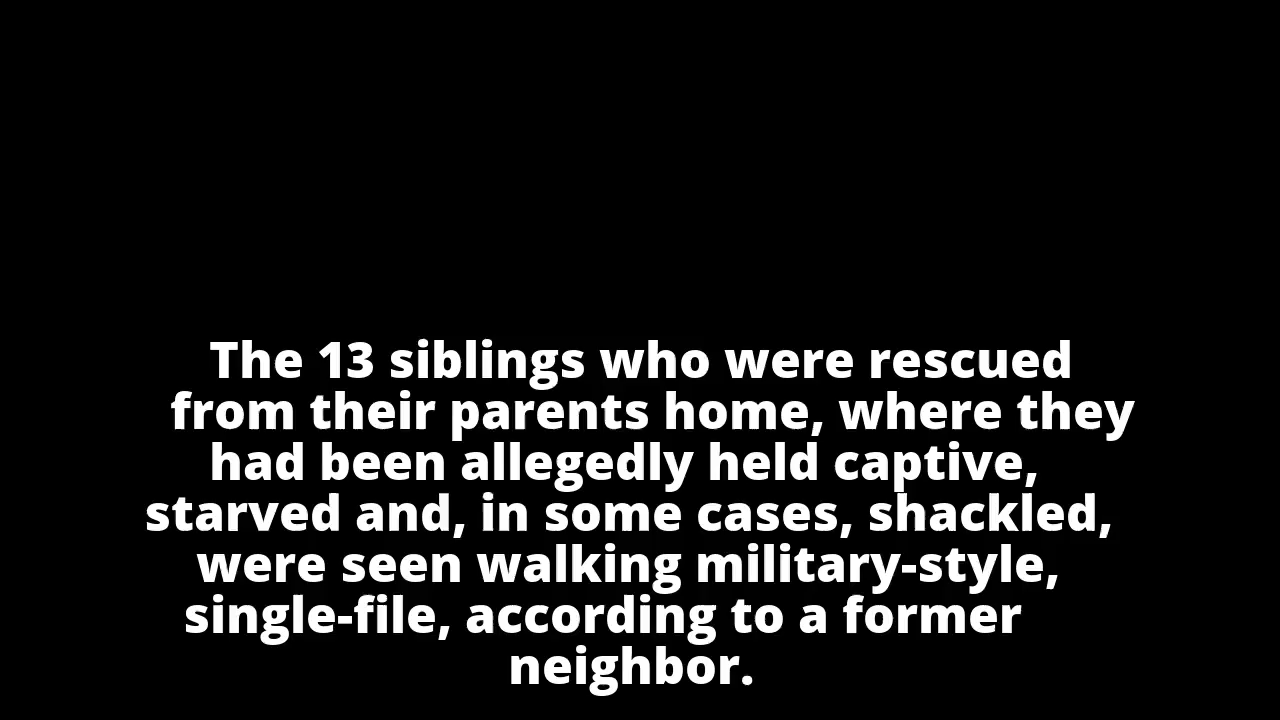 The 13 siblings who were rescued
from their parents home, where they
had been allegedly held captive,
starved and, in some cases, shackled,
were seen walking military-style,
single-file, according to a former
neighbor.